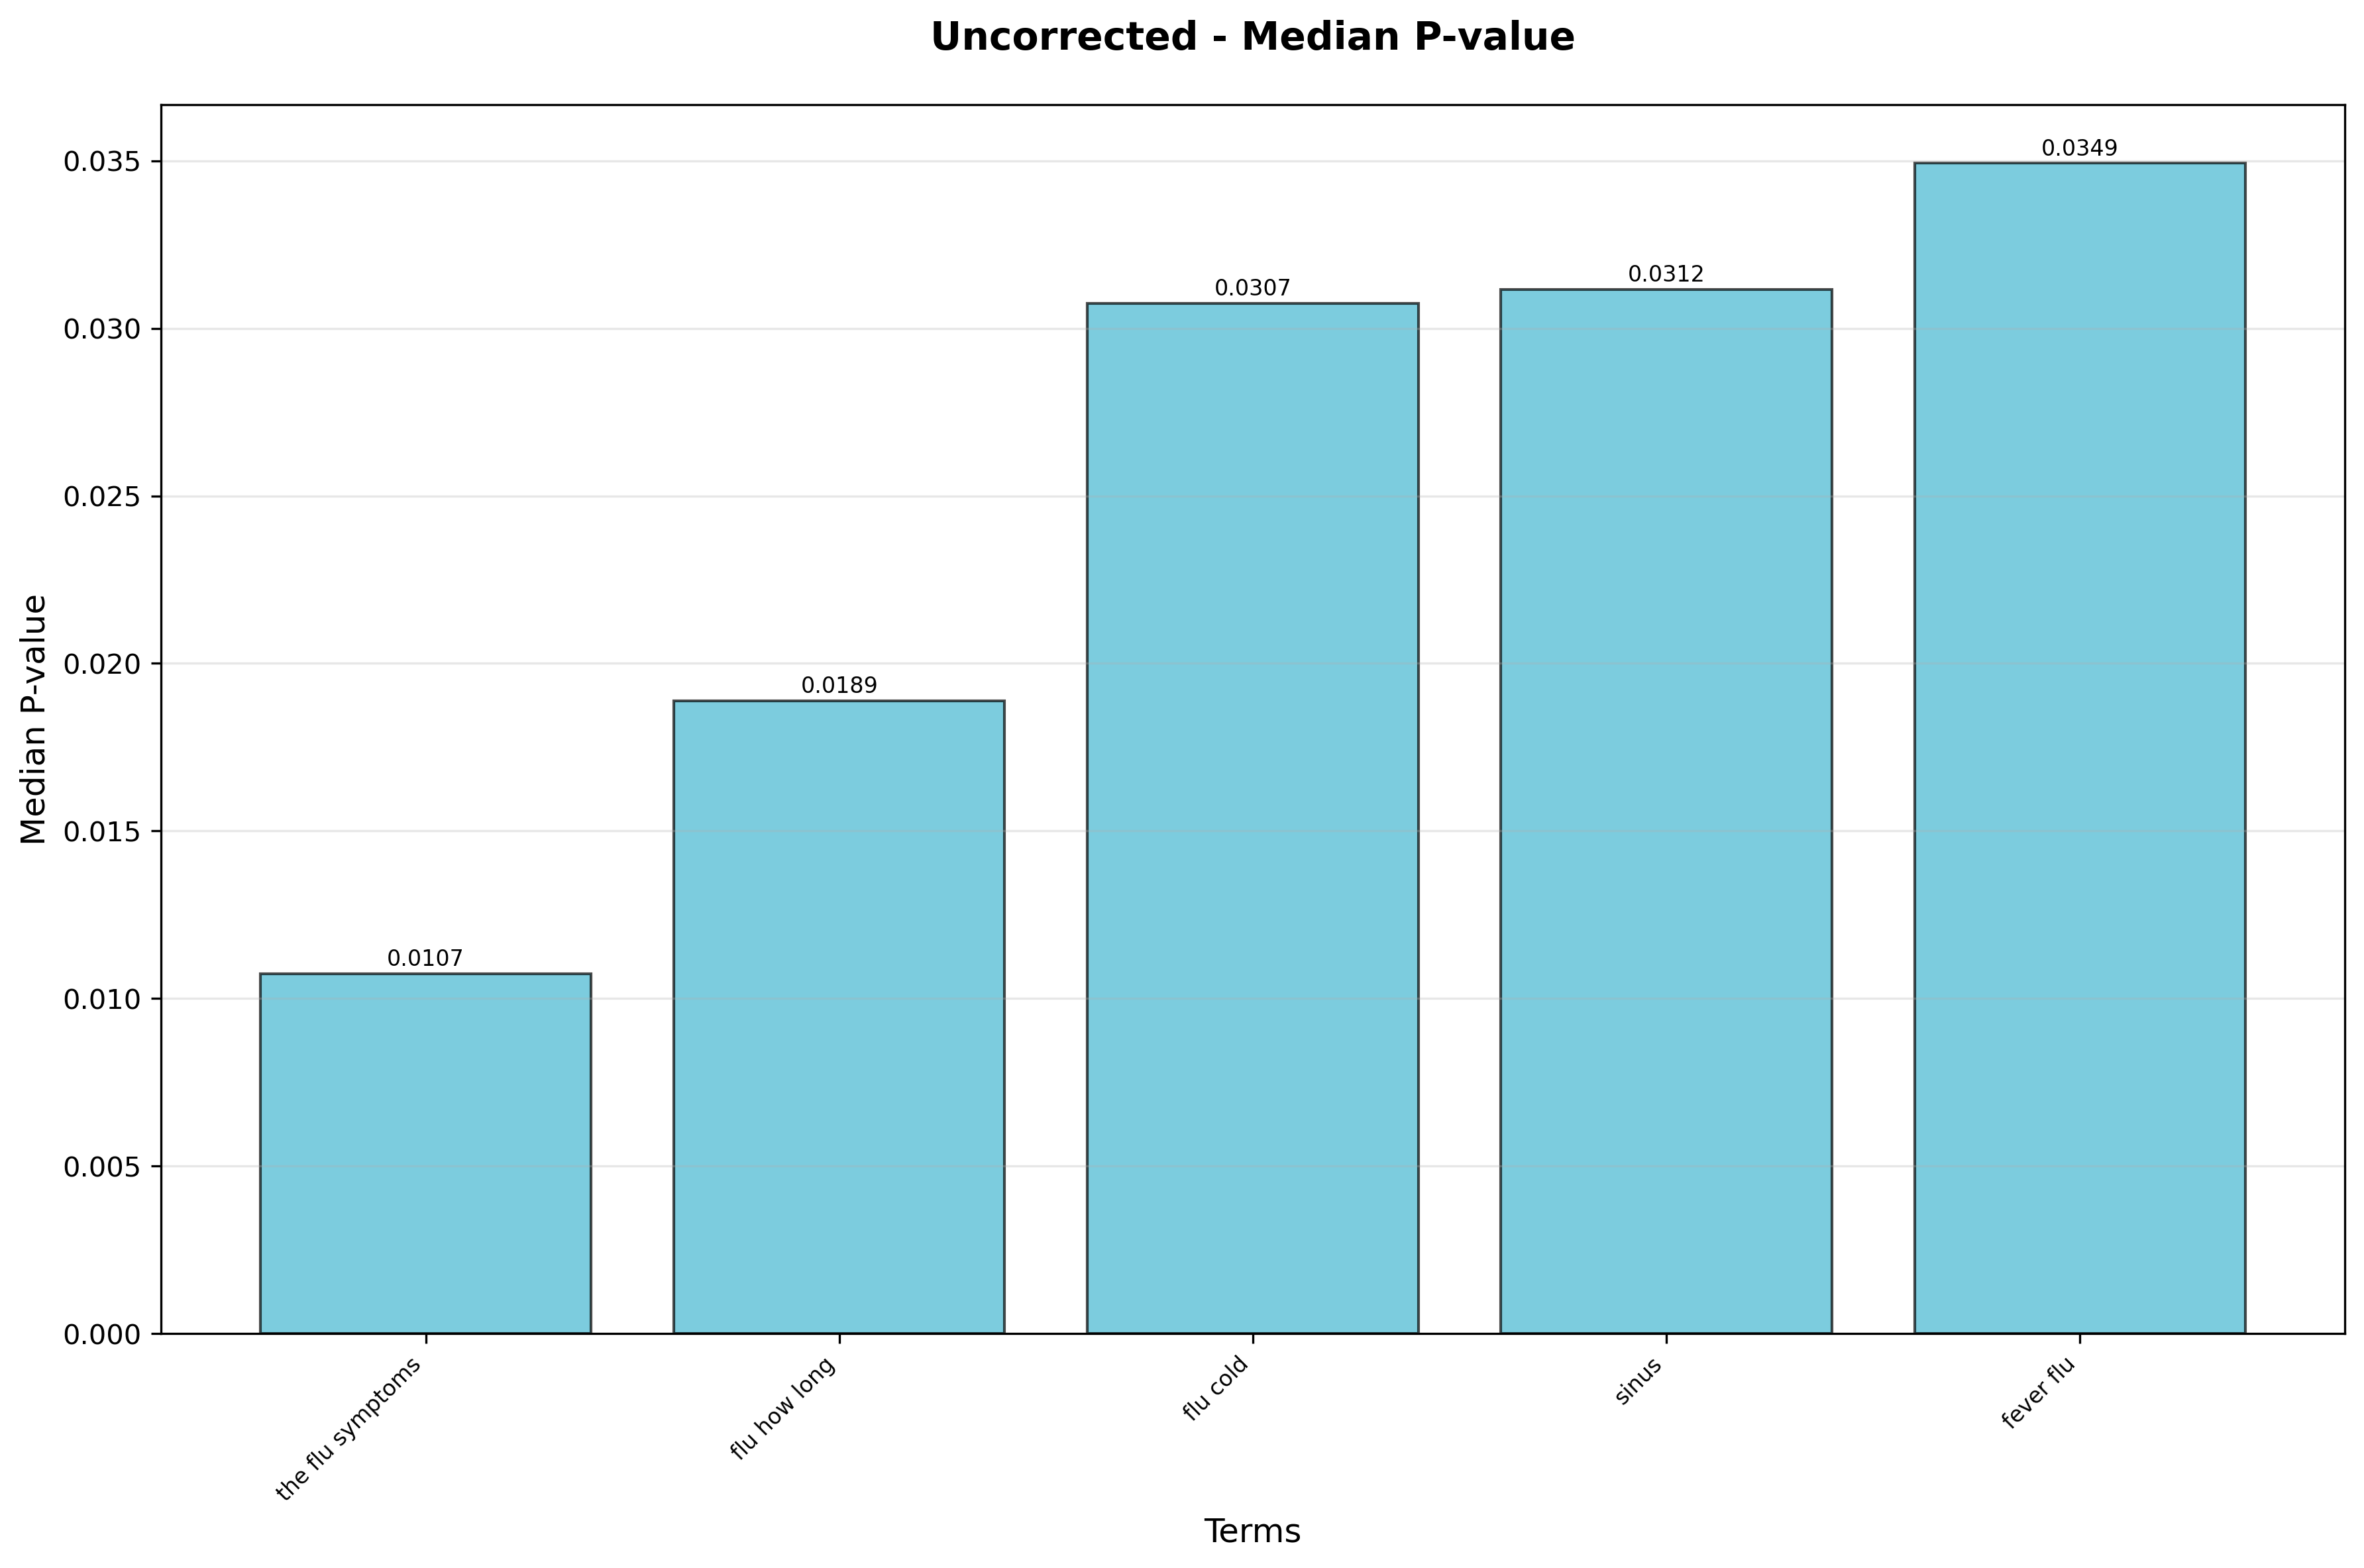 Uncorrected - Median P-value
Median P-value
0.035
0.030
0.025
0.020
0.015
0.010
0.005
0.000
0.0107
0.0189
0.0307
0.0312
0.0349
the flu symptoms
flu how long
flu cold
sinus
fever flu
Terms